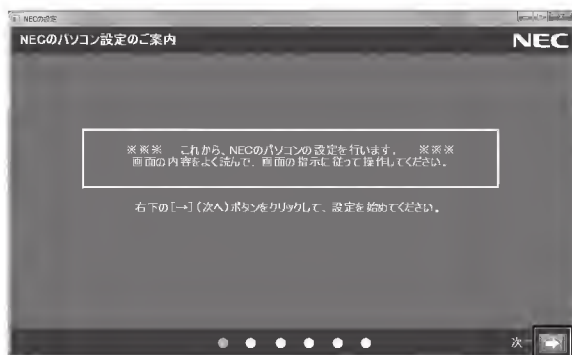 NECの設定
NECのパソコン設定のご案内
NEC
※※※ これから、NECのパソコンの設定を行います。 ※※※
画面の内容をよく読んで、画面の指示に従って操作してください。
右下の[→](次へ)ボタンをクリックして、設定を始めてください。
次へ